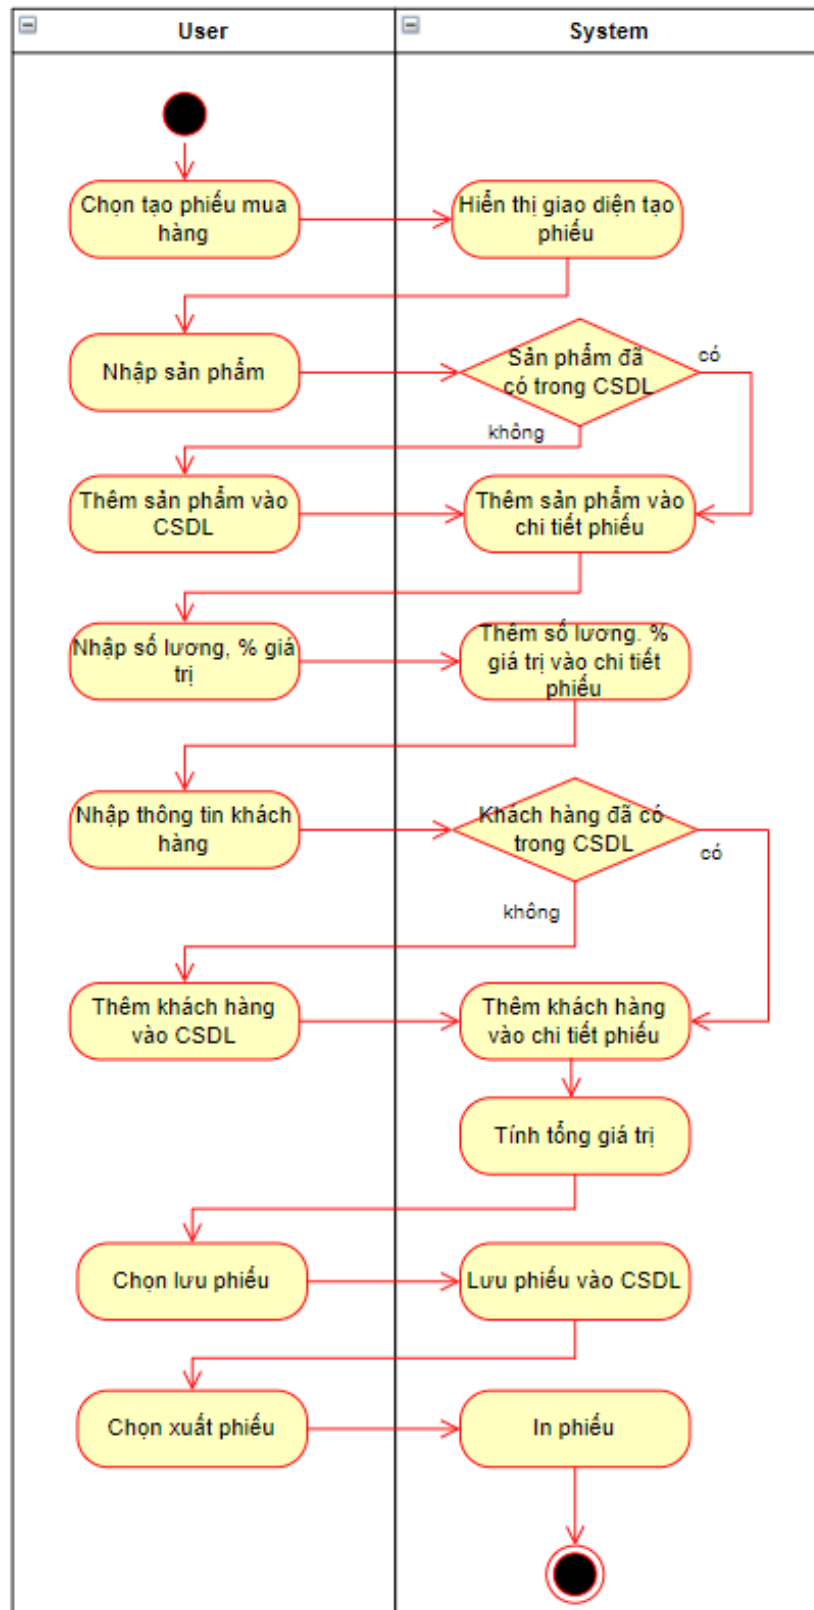 User
System
Chọn tạo phiếu mua
hàng
Hiển thị giao diện tạo
phiếu
Nhập sản phẩm
Sản phẩm đã
có trong CSDL
có
không
Thêm sản phẩm vào
CSDL
Thêm sản phẩm vào
chi tiết phiếu
Nhập số lương, % giá
trị
Thêm số lương. %
giá trị vào chi tiết
phiếu
Nhập thông tin khách
hàng
Khách hàng đã có
trong CSDL
có
không
Thêm khách hàng
vào CSDL
Thêm khách hàng
vào chi tiết phiếu
Tính tổng giá trị
Chọn lưu phiếu
Lưu phiếu vào CSDL
Chọn xuất phiếu
In phiếu